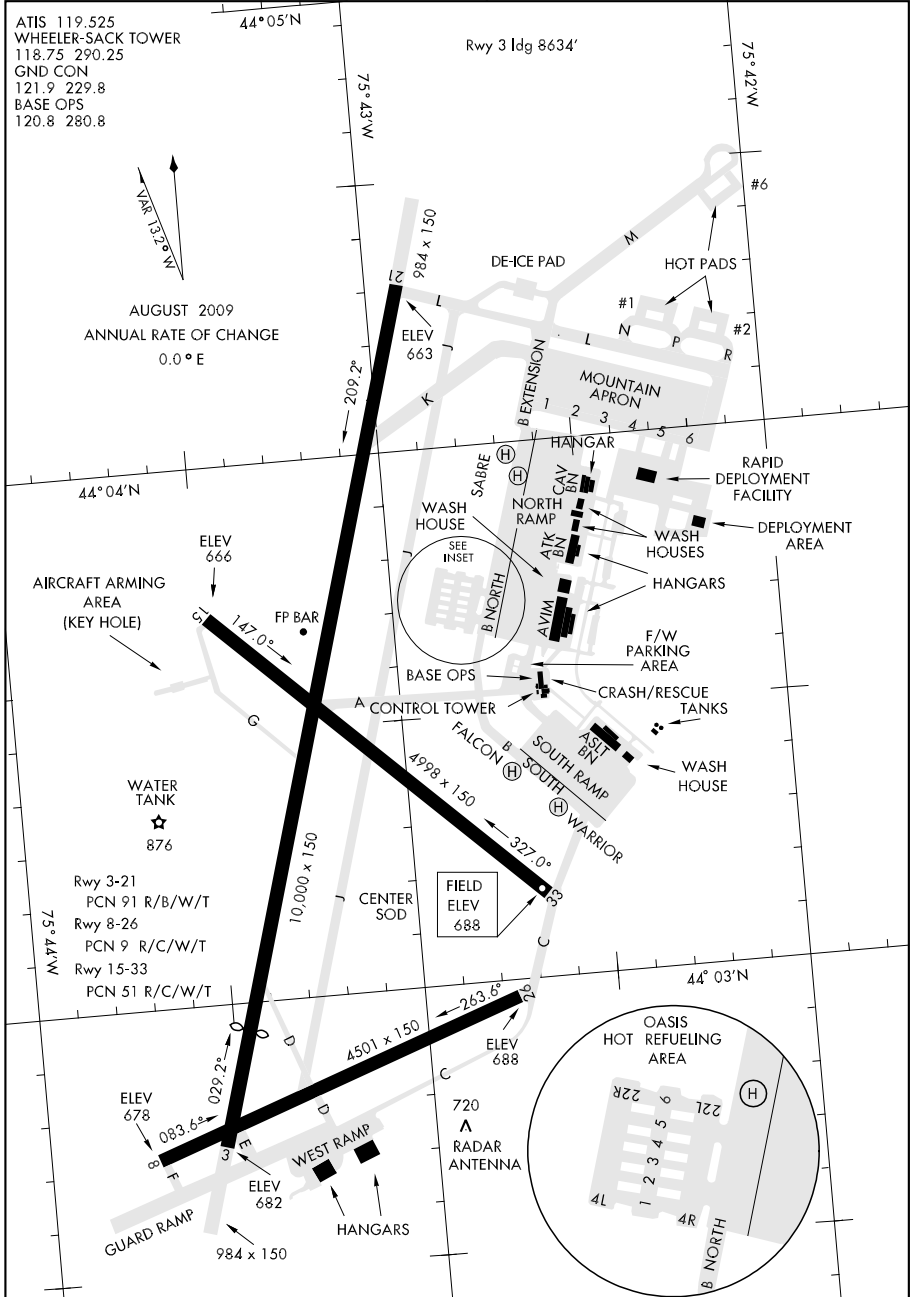 ATIS 119.525
WHEELER-SACK TOWER
118.75 290.25
GND CON
121.9 229.8
BASE OPS
120.8 280.8
44°05'N
Rwy 3 ldg 8634'
75°43'W
75°42'W
VAR 13.2°W
AUGUST 2009
ANNUAL RATE OF CHANGE
0.0°E
984 x 150
21
ELEV
663
209.2°
L
J
K
DE-ICE PAD
M
#6
HOT PADS
#1
#2
L
N
P
R
B EXTENSION
MOUNTAIN
APRON
1 2 3 4 5 6
44°04'N
HANGAR
SABRE
H
H
CAV
BN
RAPID
DEPLOYMENT
FACILITY
WASH
HOUSE
NORTH
RAMP
ATK
BN
WASH
HOUSES
DEPLOYMENT
AREA
HANGARS
SEE
INSET
B NORTH
AVIM
J
ELEV
666
AIRCRAFT ARMING
AREA
(KEY HOLE)
15
147.0°
FP BAR
F/W
PARKING
AREA
BASE OPS
CRASH/RESCUE
CONTROL TOWER
TANKS
A
G
FALCON
H
B
SOUTH
SOUTH RAMP
ASLT
BN
WASH
HOUSE
H
WARRIOR
4998 x 150
327.0°
33
WATER
TANK
876
10,000 x 150
J
CENTER
SOD
FIELD
ELEV
688
Rwy 3-21
PCN 91 R/B/W/T
Rwy 8-26
PCN 9 R/C/W/T
Rwy 15-33
PCN 51 R/C/W/T
75°44'W
C
44°03'N
26
263.6°
ELEV
688
4501 x 150
029.2°
D
D
C
ELEV
678
083.6°
8
F
3
E
ELEV
682
WEST RAMP
HANGARS
GUARD RAMP
984 x 150
720
RADAR
ANTENNA
OASIS
HOT REFUELING
AREA
22R
22L
H
1 2 3 4 5 6
4L
4R
B NORTH